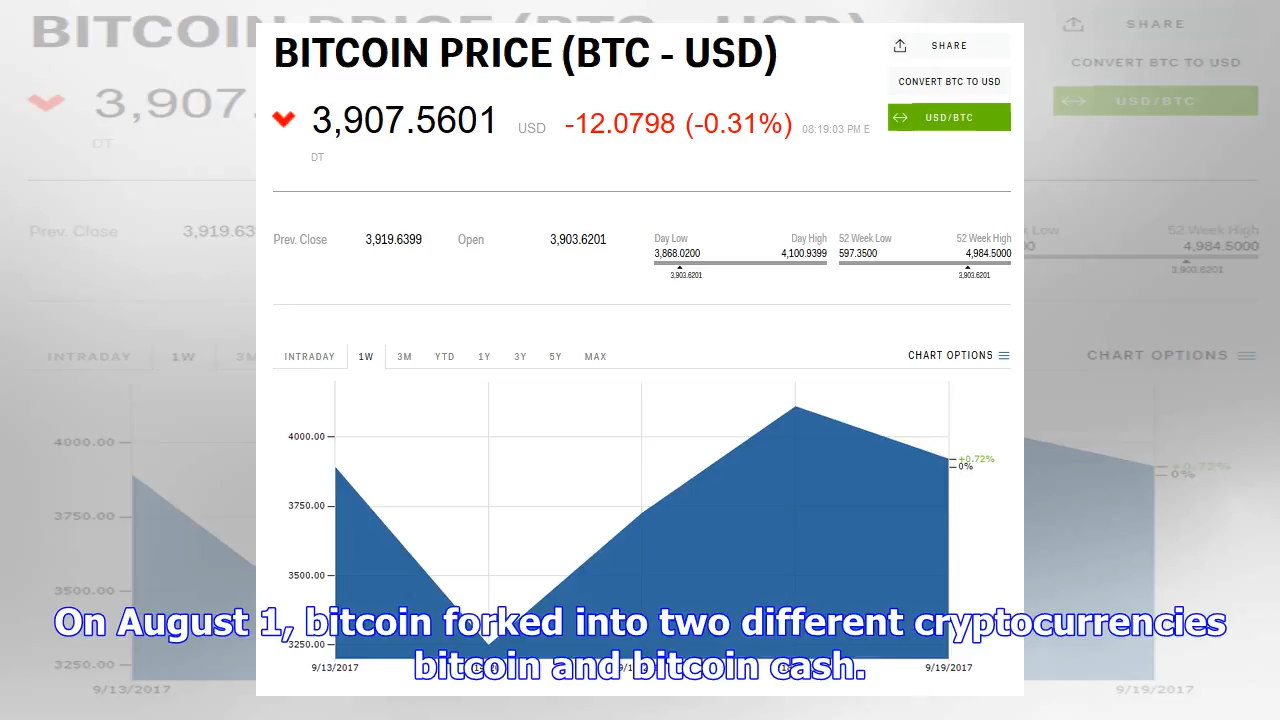 BITCOIN PRICE (BTC - USD)
SHARE
CONVERT BTC TO USD
3,907.5601 USD -12.0798 (-0.31%) 08:19:03 PM E
DT
USD/BTC
Prev. Close 3,919.6399 Open 3,903.6201
Day Low Day High 52 Week Low 52 Week High
3,868.0200 4,100.9399 597.3500 4,984.5000
3,903.6201 3,903.6201
INTRADAY 1W 3M YTD 1Y 3Y 5Y MAX CHART OPTIONS
4000.00
+0.72%
0%
3750.00
3500.00
3250.00
On August 1, bitcoin forked into two different cryptocurrencies
bitcoin and bitcoin cash.
9/13/2017 9/19/2017